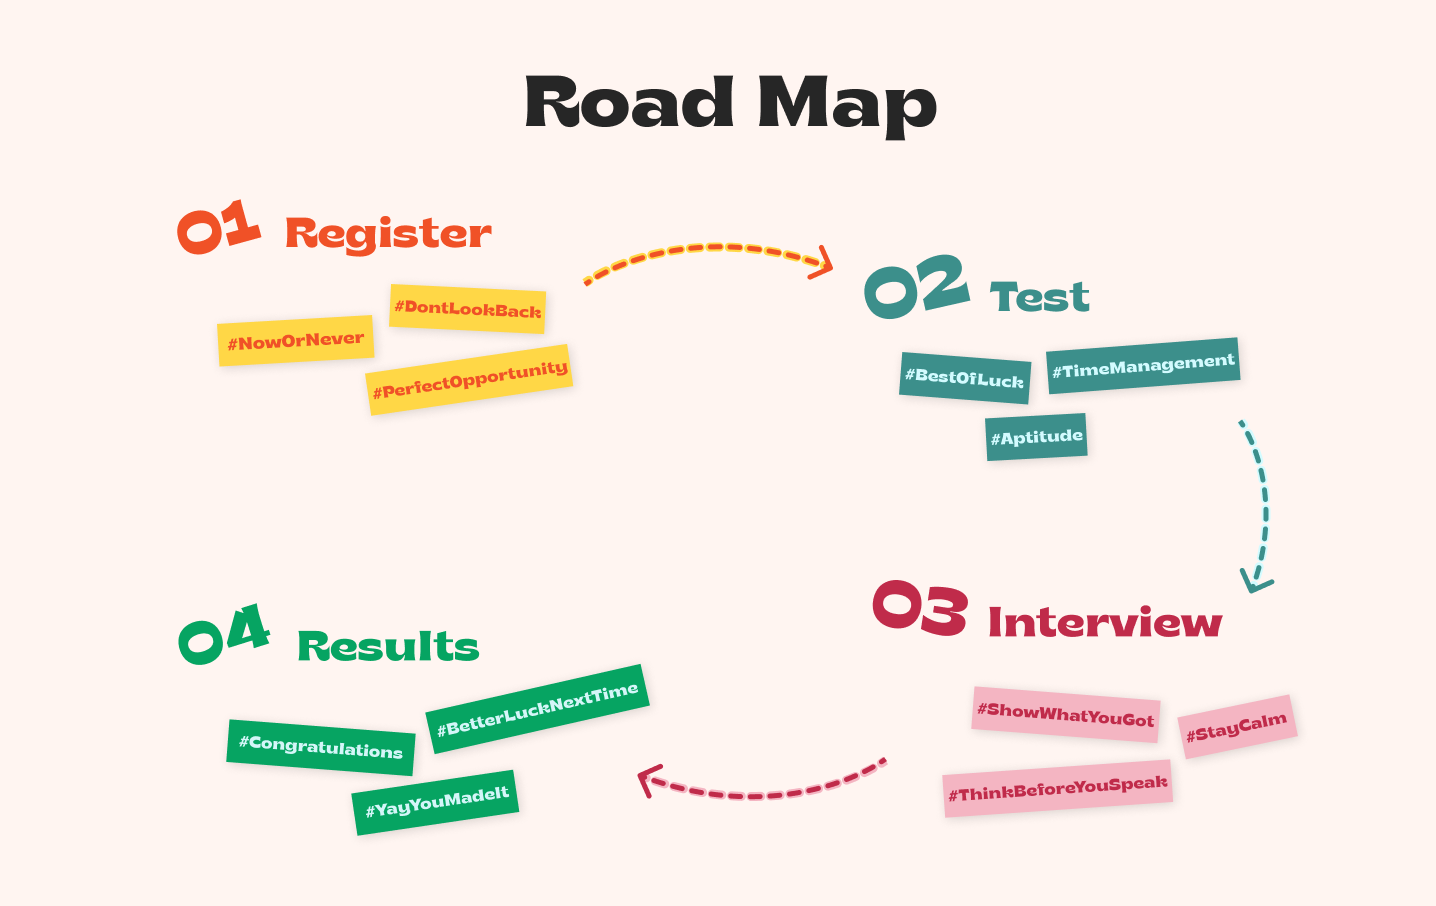 Road Map
01 Register
#DontLookBack
#NowOrNever
#PerfectOpportunity
02 Test
#BestOfLuck
#TimeManagement
#Aptitude
03 Interview
#ShowWhatYouGot
#StayCalm
#ThinkBeforeYouSpeak
04 Results
#BetterLuckNextTime
#Congratulations
#YayYouMadeIt